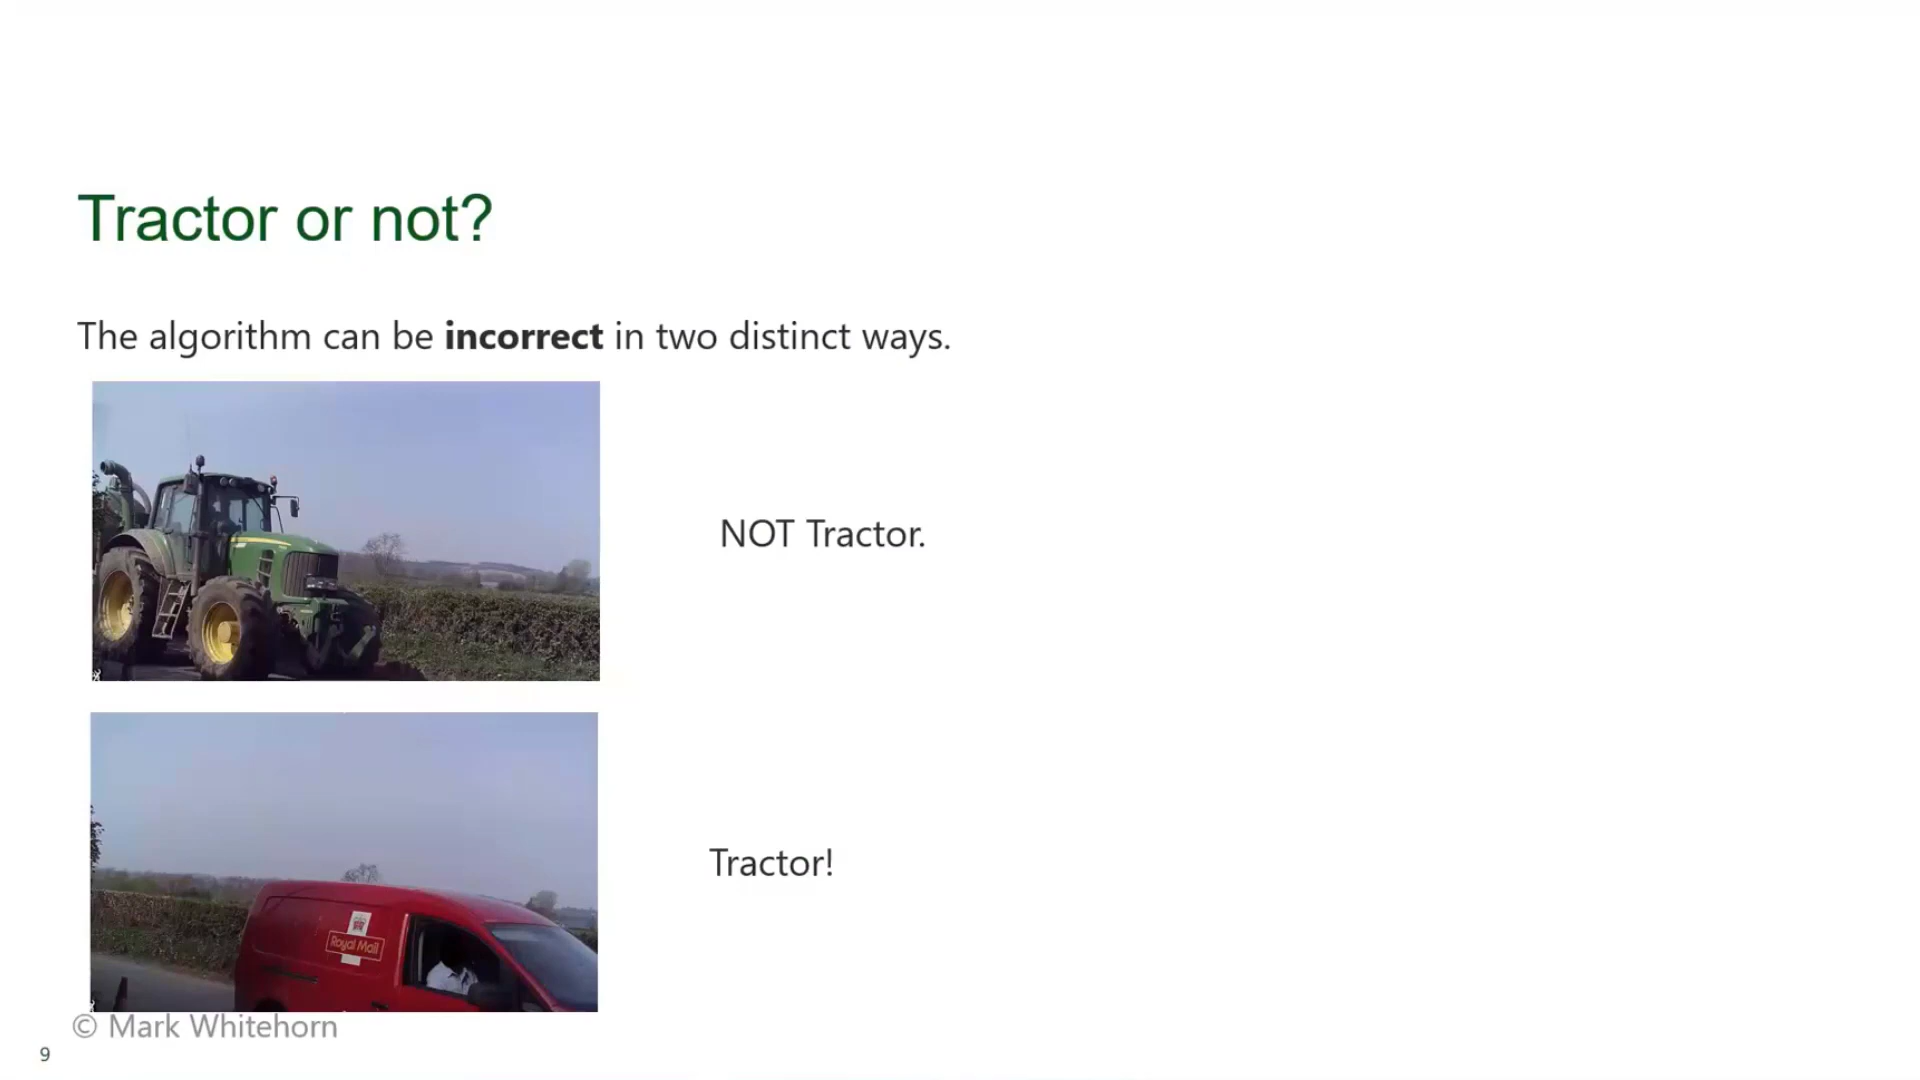 Tractor or not?
The algorithm can be incorrect in two distinct ways.
NOT Tractor.
Royal Mail
Tractor!
© Mark Whitehorn
9